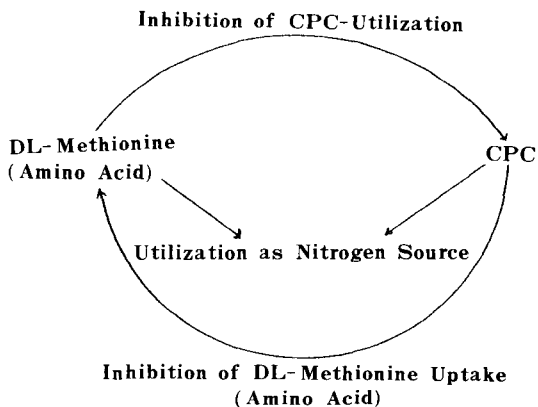 Inhibition of CPC-Utilization
DL-Methionine
(Amino Acid)
CPC
Utilization as Nitrogen Source
Inhibition of DL-Methionine Uptake
(Amino Acid)